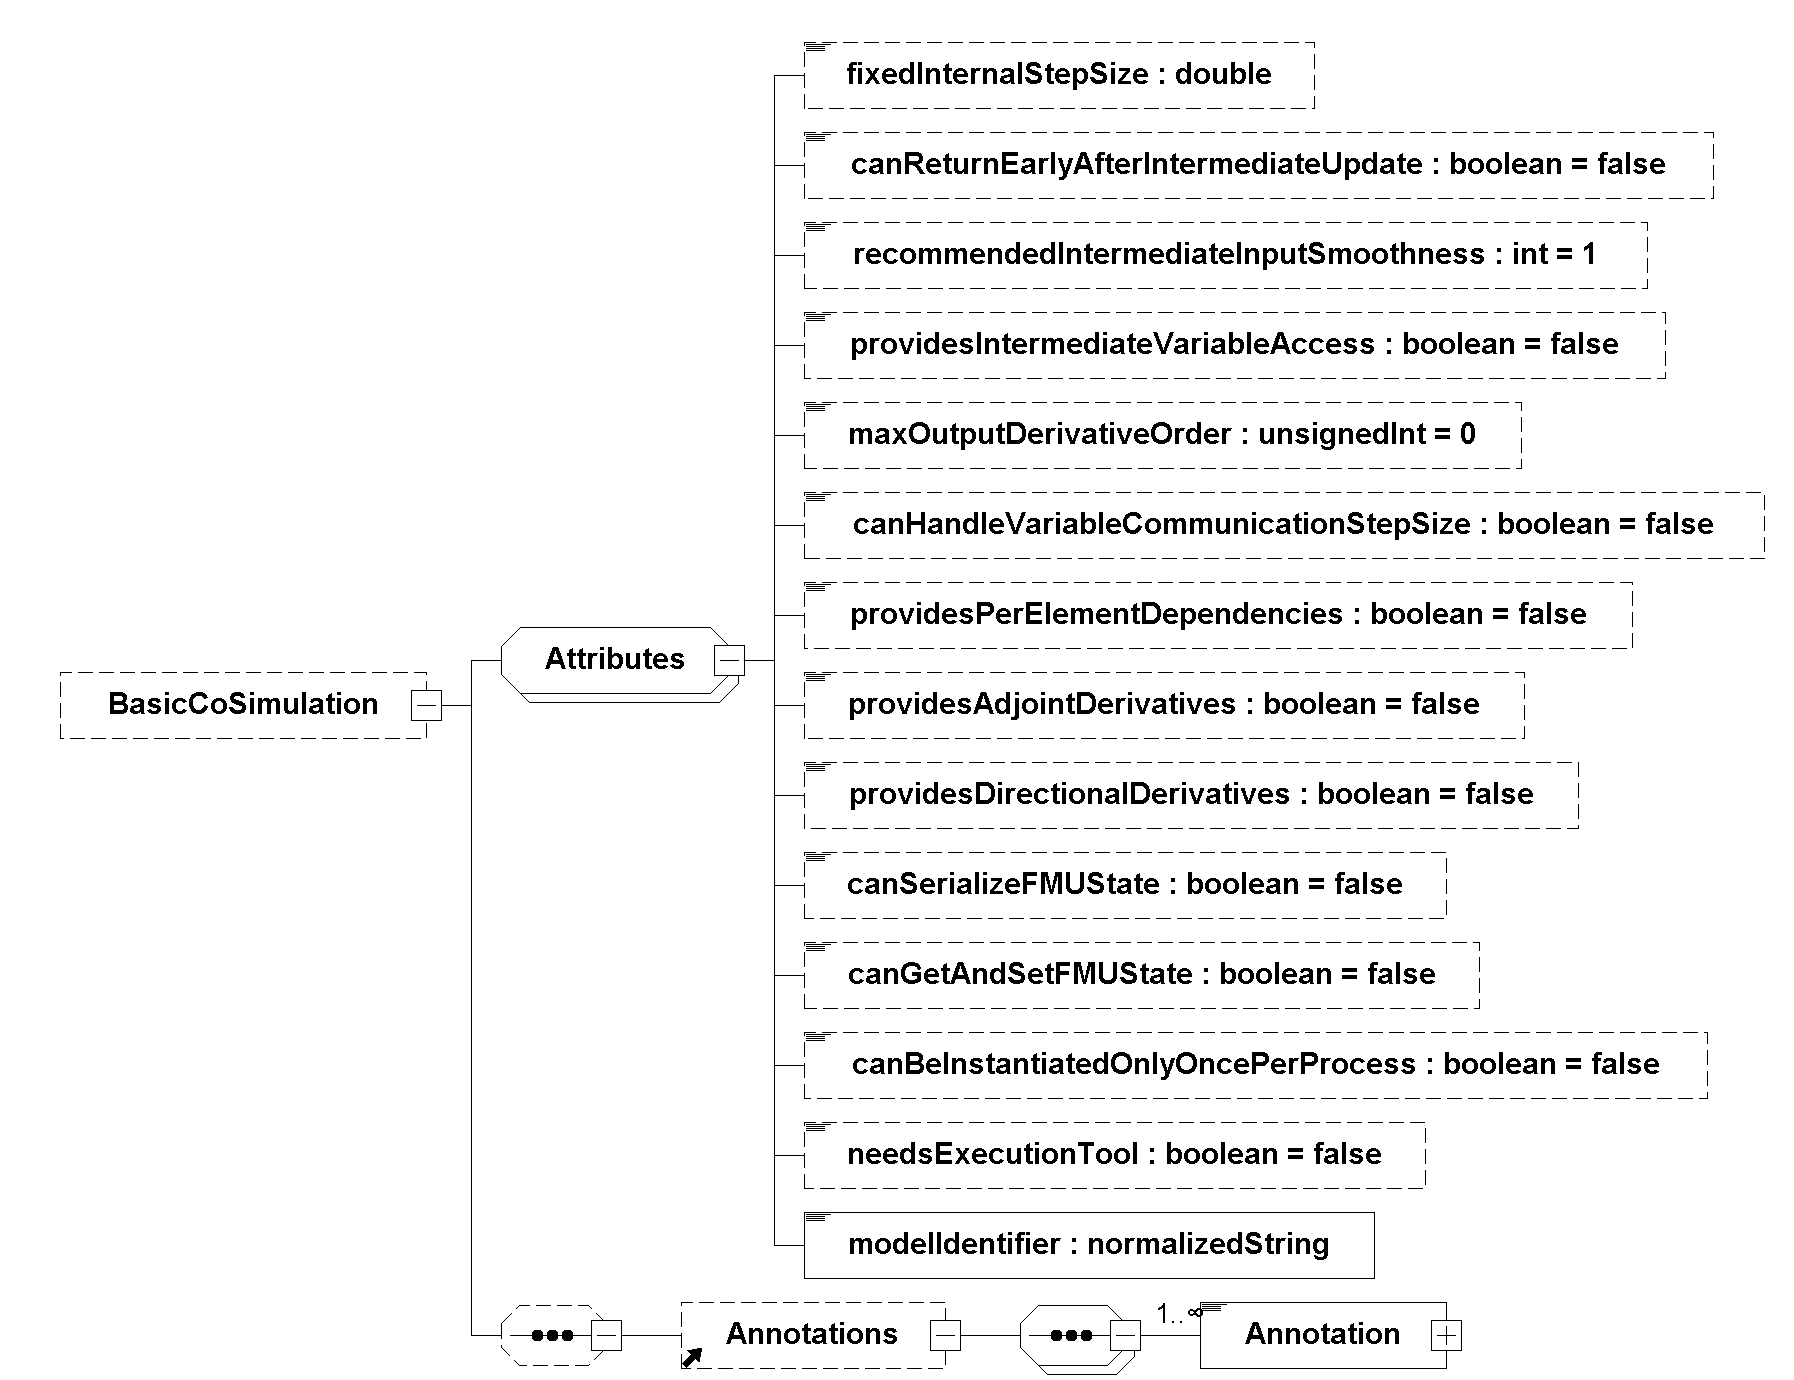 fixedInternalStepSize : double
canReturnEarlyAfterIntermediateUpdate : boolean = false
recommendedIntermediateInputSmoothness : int = 1
providesIntermediateVariableAccess : boolean = false
maxOutputDerivativeOrder : unsignedInt = 0
canHandleVariableCommunicationStepSize : boolean = false
providesPerElementDependencies : boolean = false
Attributes
BasicCoSimulation
providesAdjointDerivatives : boolean = false
providesDirectionalDerivatives : boolean = false
canSerializeFMUState : boolean = false
canGetAndSetFMUState : boolean = false
canBeInstantiatedOnlyOncePerProcess : boolean = false
needsExecutionTool : boolean = false
modelIdentifier : normalizedString
Annotations
1..∞
Annotation